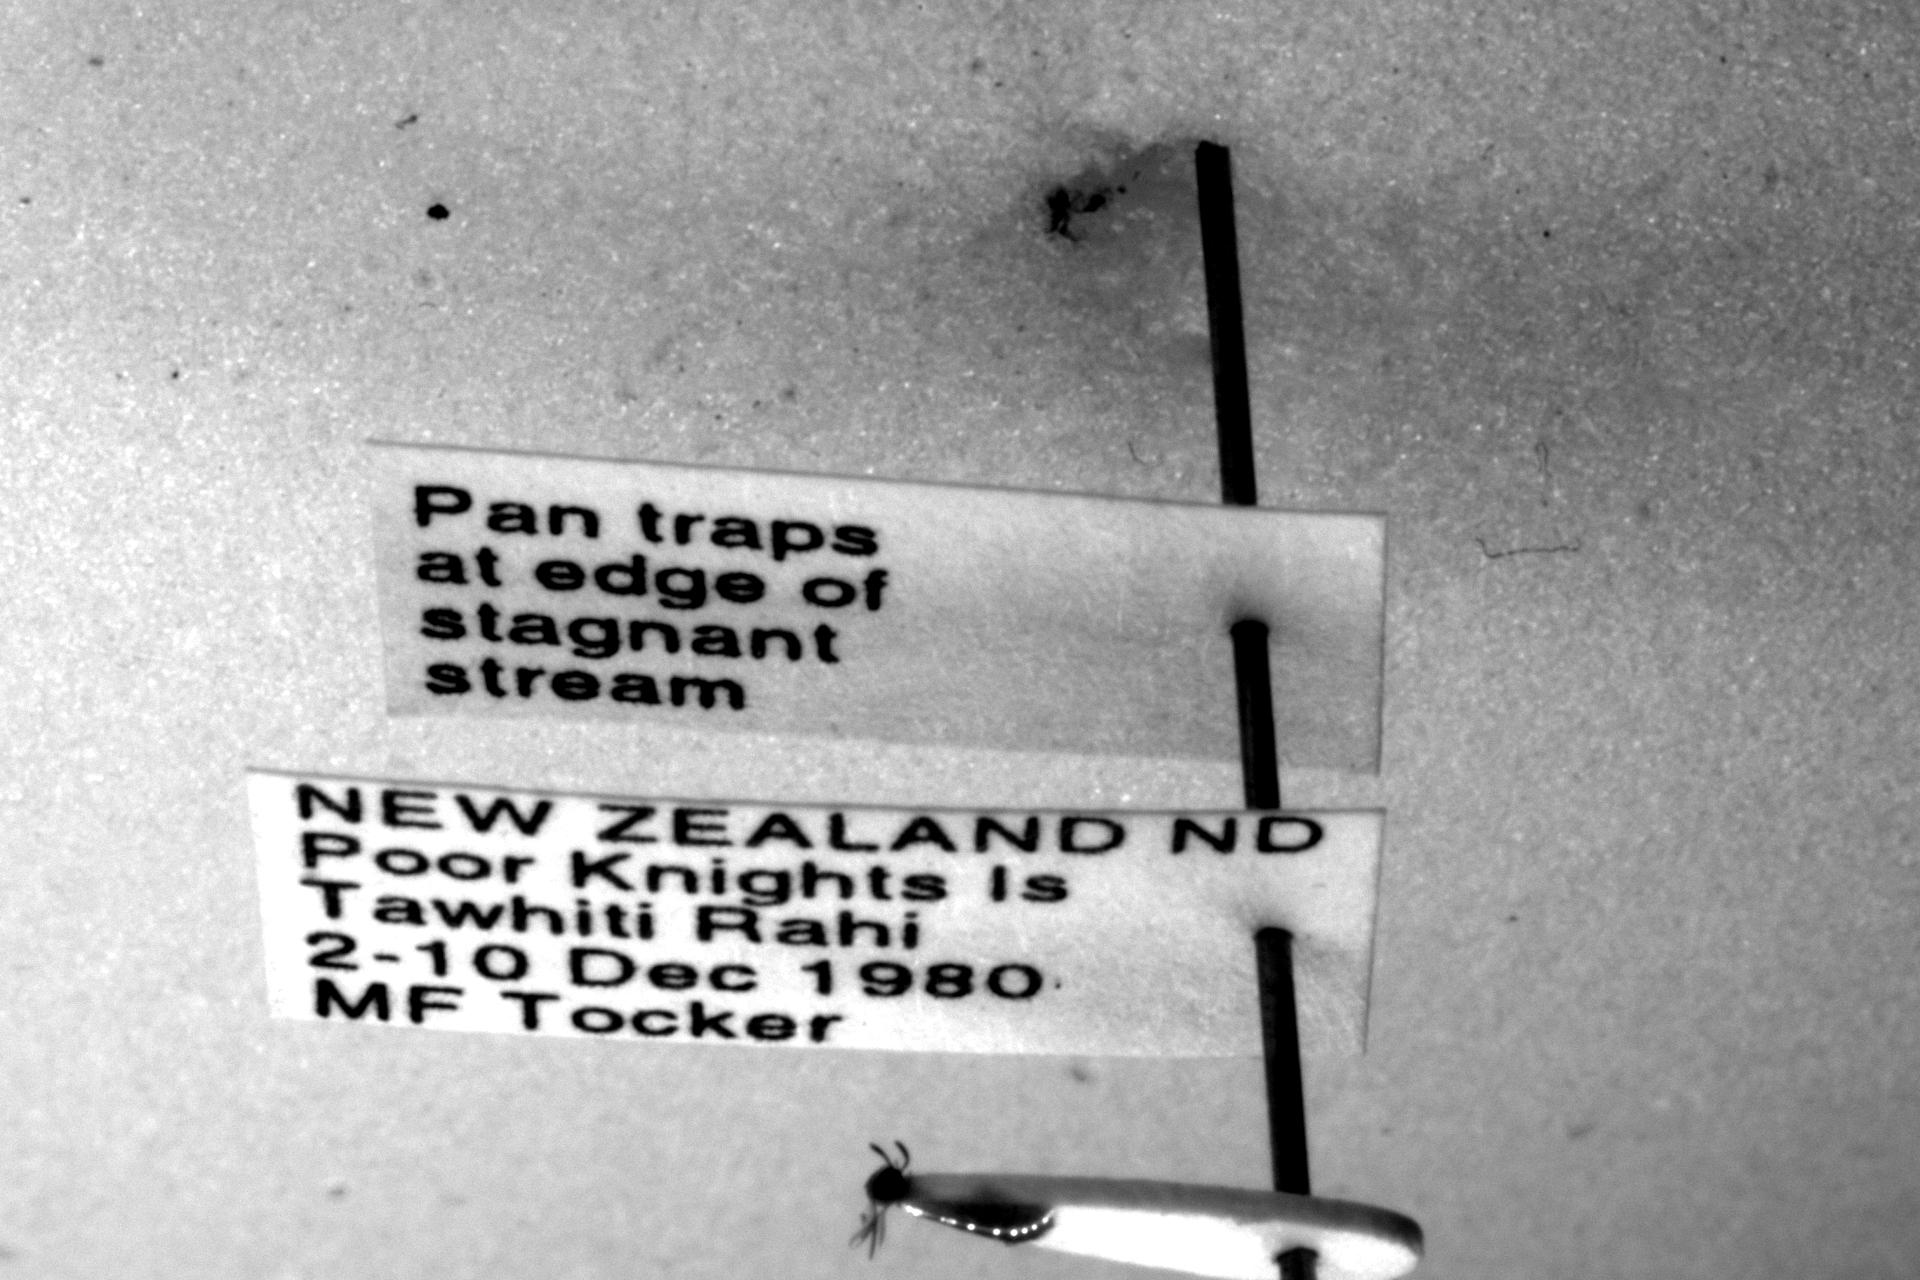 Pan traps
at edge of
stagnant
stream
NEW ZEALAND ND
Poor Knights Is
Tawhiti Rahi
2-10 Dec 1980
MF Tocker